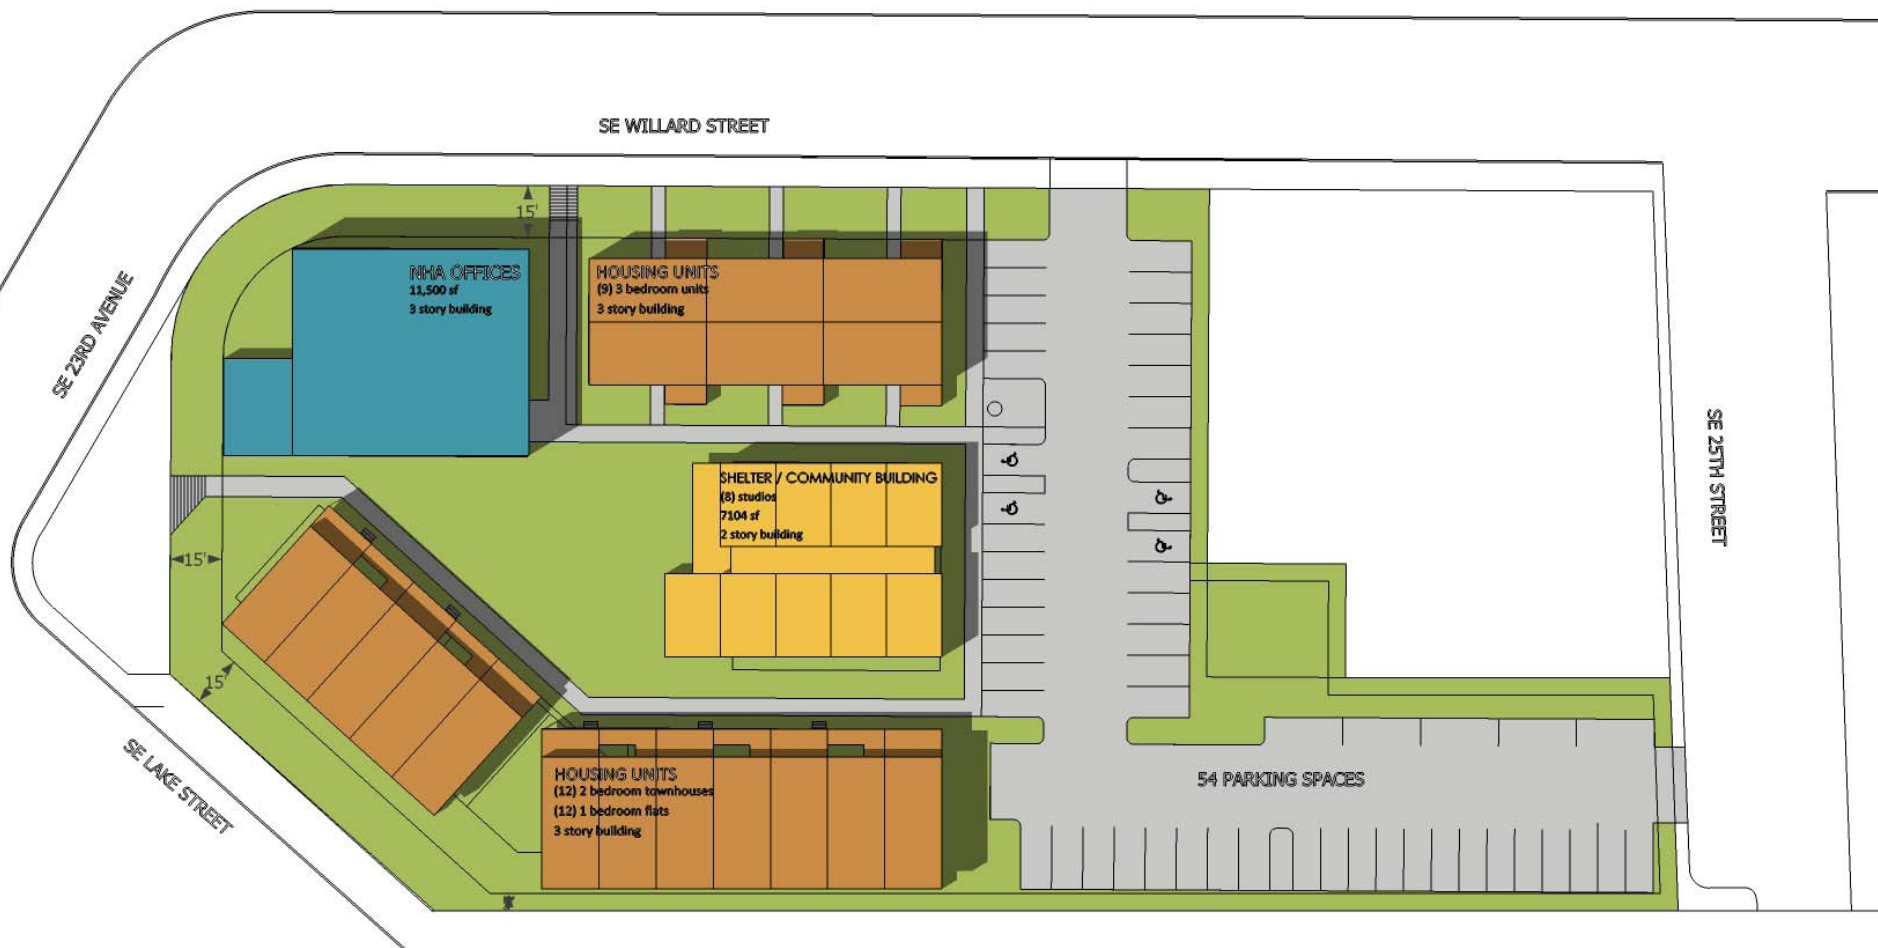 SE WILLARD STREET
15'
NHA OFFICES
11,500 sf
3 story building
HOUSING UNITS
(9) 3 bedroom units
3 story building
SE 23RD AVENUE
SHELTER / COMMUNITY BUILDING
(8) studios
7104 sf
2 story building
SE 25TH STREET
15'
15'
SE LAKE STREET
HOUSING UNITS
(12) 2 bedroom townhouses
(12) 1 bedroom flats
3 story building
54 PARKING SPACES